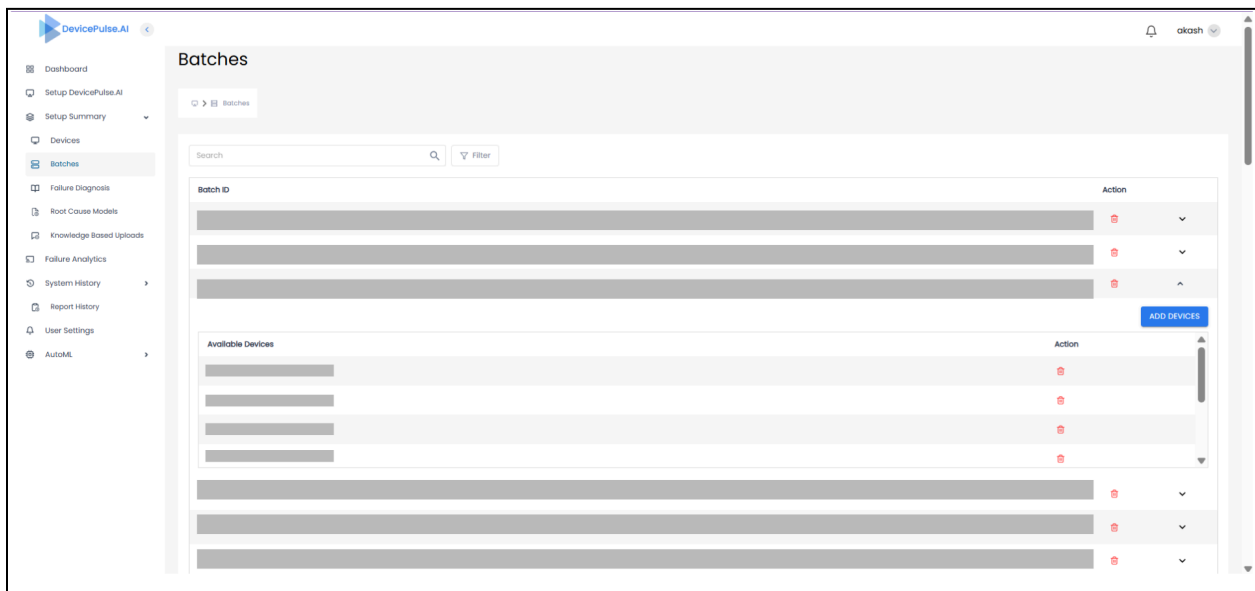 DevicePulse.AI
akash
Dashboard
Setup DevicePulse.AI
Setup Summary
Devices
Batches
Failure Diagnosis
Root Cause Models
Knowledge Based Uploads
Failure Analytics
System History
Report History
User Settings
AutoML
Batches
Batches
Search
Filter
Batch ID Action
ADD DEVICES
Available Devices Action